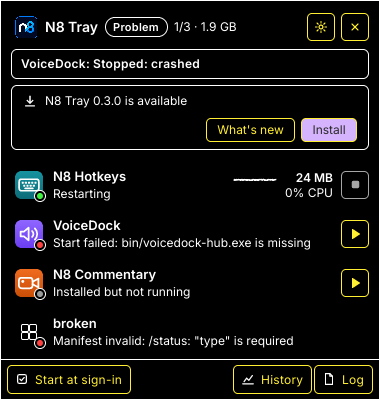 n8 N8 Tray Problem 1/3 · 1.9 GB
VoiceDock: Stopped: crashed
N8 Tray 0.3.0 is available
What's new Install
N8 Hotkeys 24 MB
Restarting 0% CPU
VoiceDock
Start failed: bin/voicedock-hub.exe is missing
N8 Commentary
Installed but not running
broken
Manifest invalid: /status: "type" is required
Start at sign-in History Log